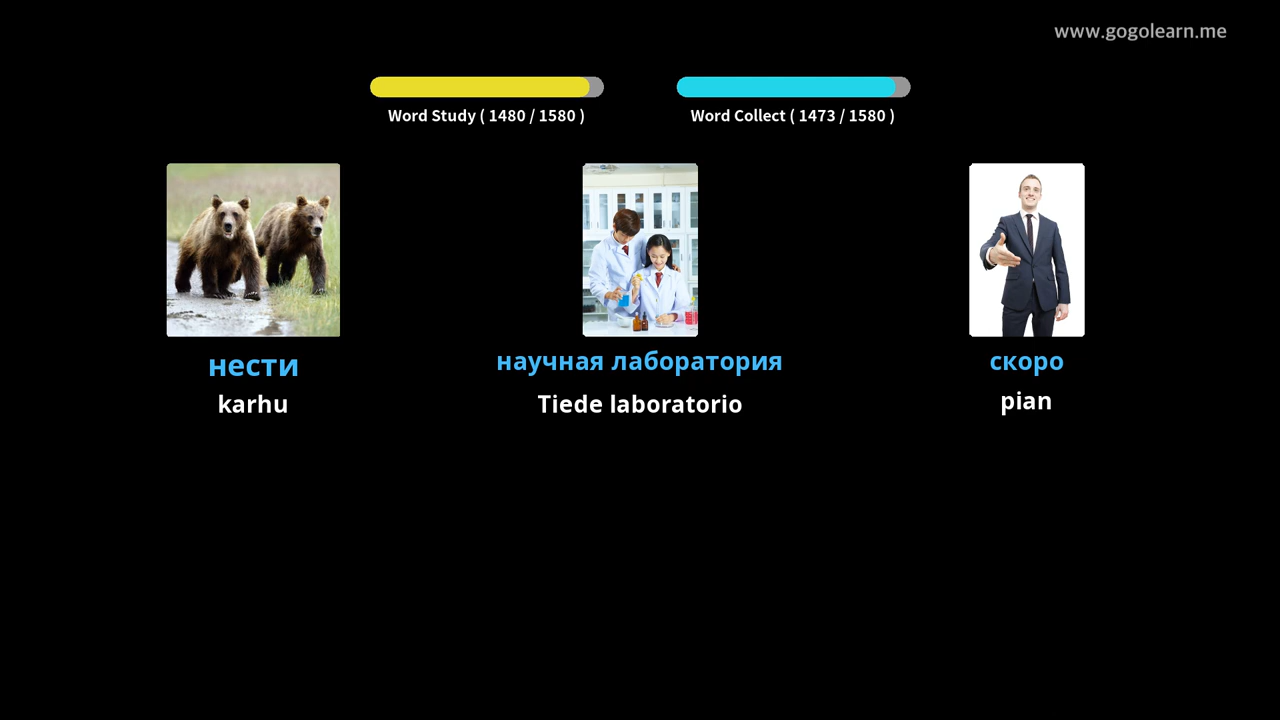 www.gogolearn.me
Word Study ( 1480 / 1580 )
Word Collect ( 1473 / 1580 )
нести
научная лаборатория
скоро
karhu
Tiede laboratorio
pian